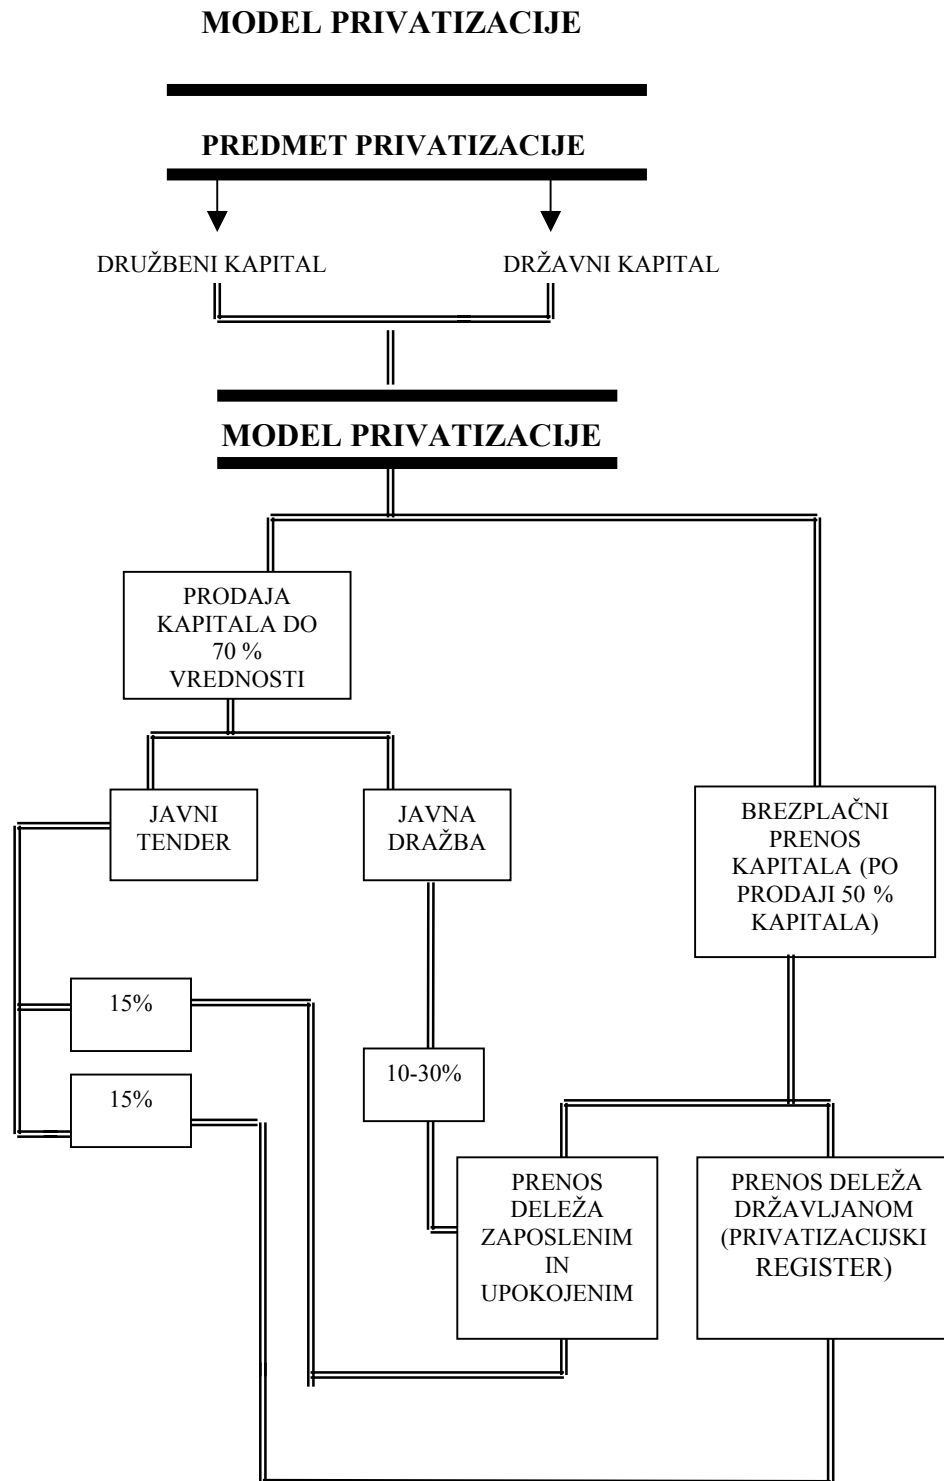 MODEL PRIVATIZACIJE
PREDMET PRIVATIZACIJE
DRUŽBENI KAPITAL
DRŽAVNI KAPITAL
MODEL PRIVATIZACIJE
PRODAJA
KAPITALA DO
70 %
VREDNOSTI
JAVNI
TENDER
JAVNA
DRAŽBA
BREZPLAČNI
PRENOS
KAPITALA (PO
PRODAJI 50 %
KAPITALA)
15%
10-30%
15%
PRENOS
DELEŽA
ZAPOSLENIM
IN
UPOKOJENIM
PRENOS DELEŽA
DRŽAVLJANOM
(PRIVATIZACIJSKI
REGISTER)